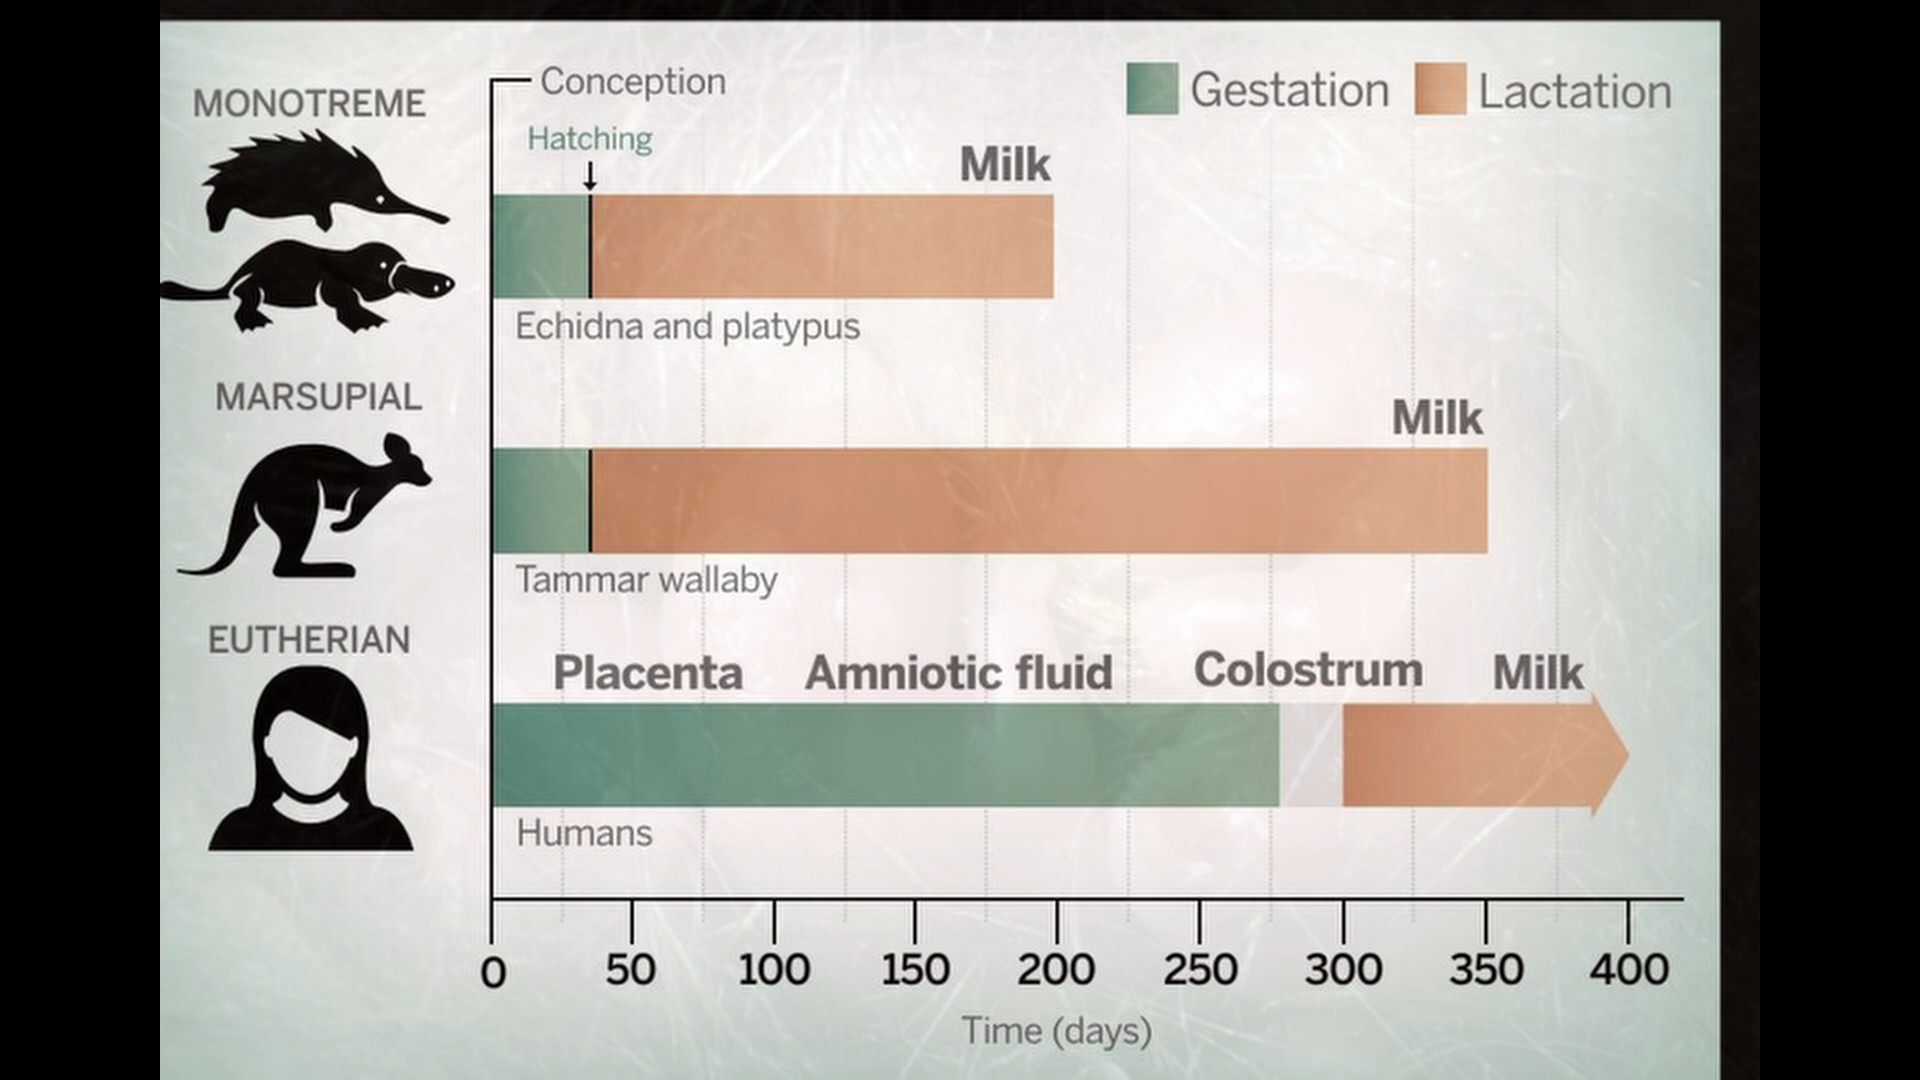 Conception
Gestation
Lactation
MONOTREME
Hatching
Milk
Echidna and platypus
MARSUPIAL
Milk
Tammar wallaby
EUTHERIAN
Placenta
Amniotic fluid
Colostrum
Milk
Humans
0 50 100 150 200 250 300 350 400
Time (days)